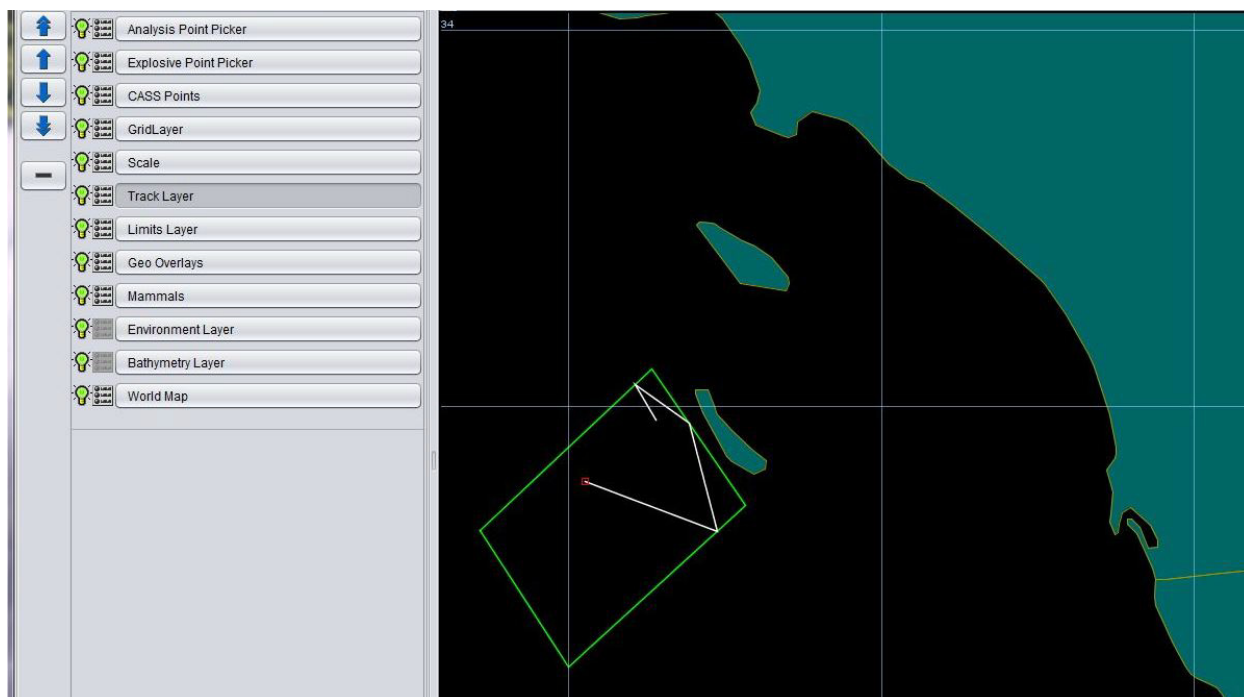 Analysis Point Picker
Explosive Point Picker
CASS Points
GridLayer
Scale
Track Layer
Limits Layer
Geo Overlays
Mammals
Environment Layer
Bathymetry Layer
World Map
34